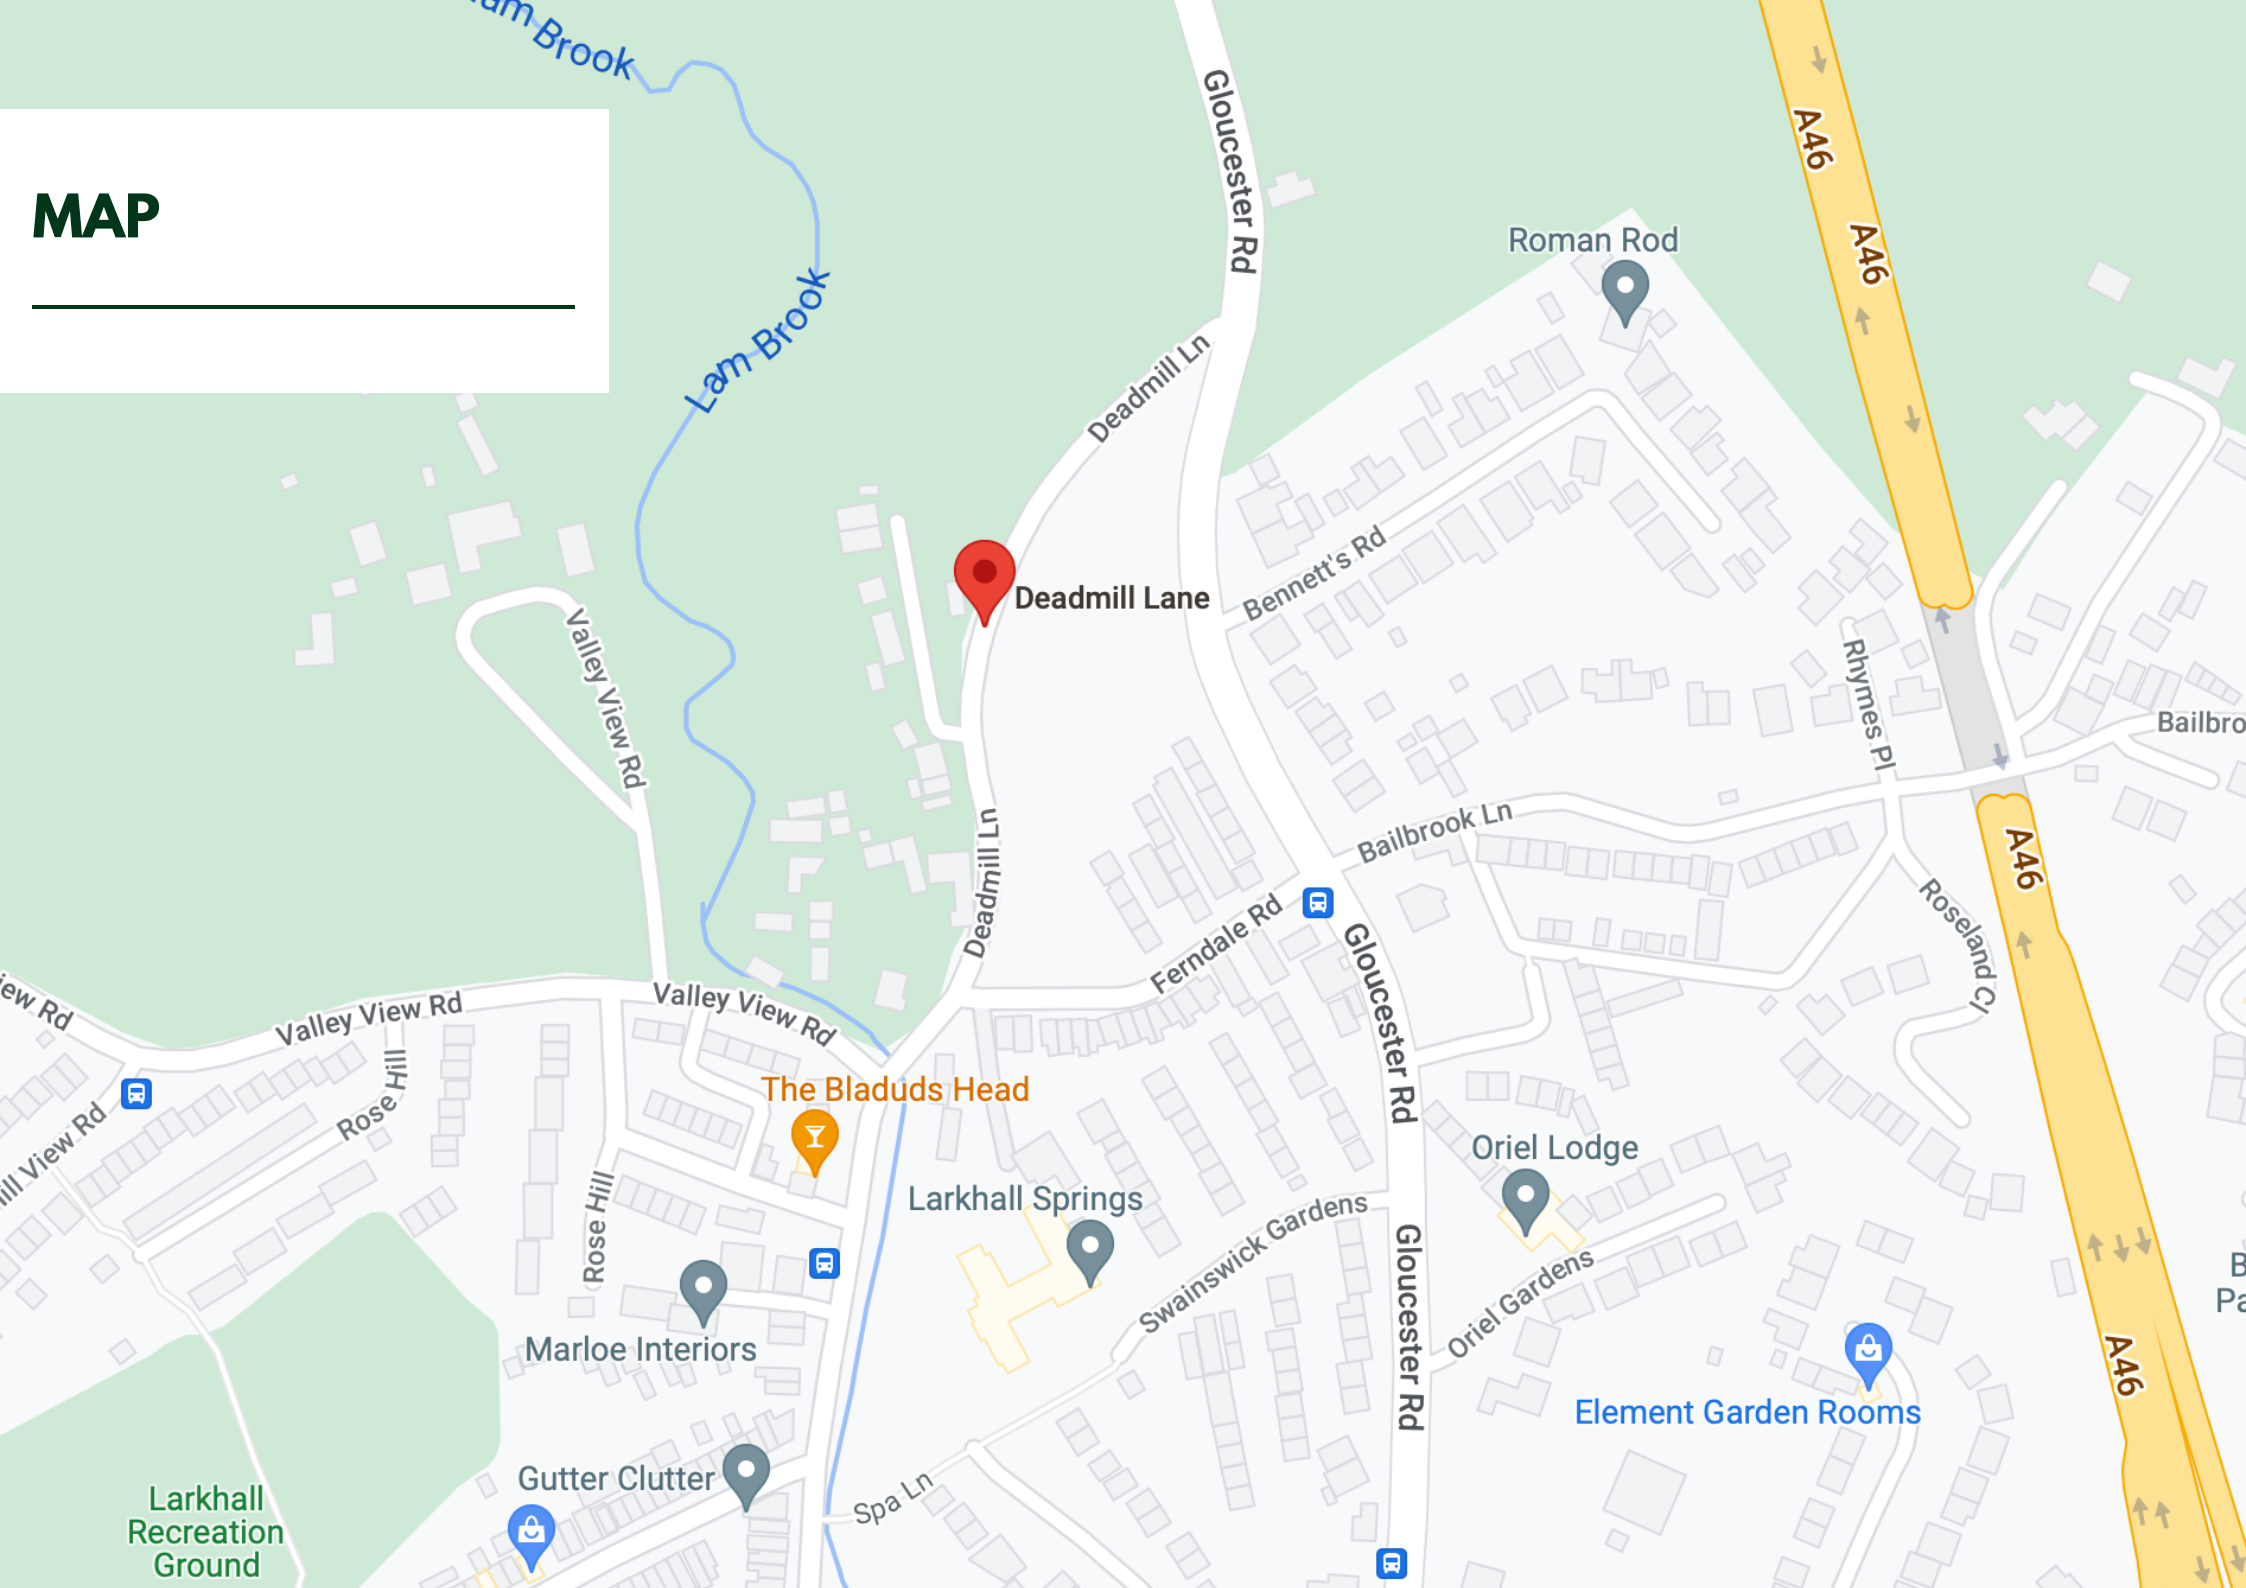 Brook
MAP
Lam Brook
Gloucester Rd
A46
A46
Roman Rod
Deadmill Ln
Deadmill Lane
Bennett's Rd
Valley View Rd
Rhymes Pl
Deadmill Ln
Bailbrook Ln
A46
Ferndale Rd
Roseland Cl
Gloucester Rd
Valley View Rd
Valley View Rd
Rose Hill
The Bladuds Head
Oriel Lodge
Larkhall Springs
Rose Hill
Swainswick Gardens
Gloucester Rd
Oriel Gardens
Marloe Interiors
A46
Element Garden Rooms
Gutter Clutter
Spa Ln
Larkhall
Recreation
Ground
View Rd